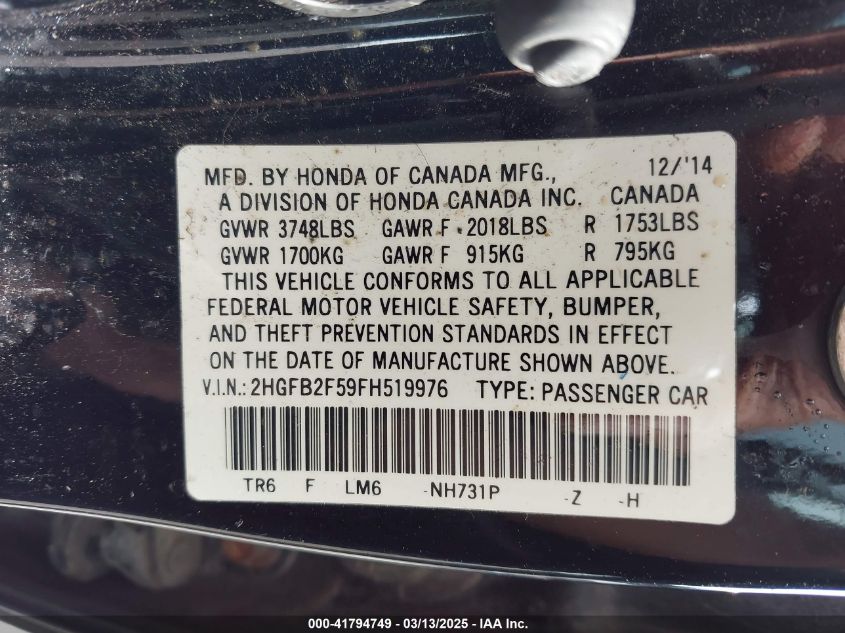 MFD. BY HONDA OF CANADA MFG., 12/'14
A DIVISION OF HONDA CANADA INC. CANADA
GVWR 3748LBS GAWR F 2018LBS R 1753LBS
GVWR 1700KG GAWR F 915KG R 795KG
THIS VEHICLE CONFORMS TO ALL APPLICABLE
FEDERAL MOTOR VEHICLE SAFETY, BUMPER,
AND THEFT PREVENTION STANDARDS IN EFFECT
ON THE DATE OF MANUFACTURE SHOWN ABOVE.
V.I.N.: 2HGFB2F59FH519976 TYPE: PASSENGER CAR
TR6 F LM6 -NH731P -Z -H
000-41794749 - 03/13/2025 - IAA Inc.